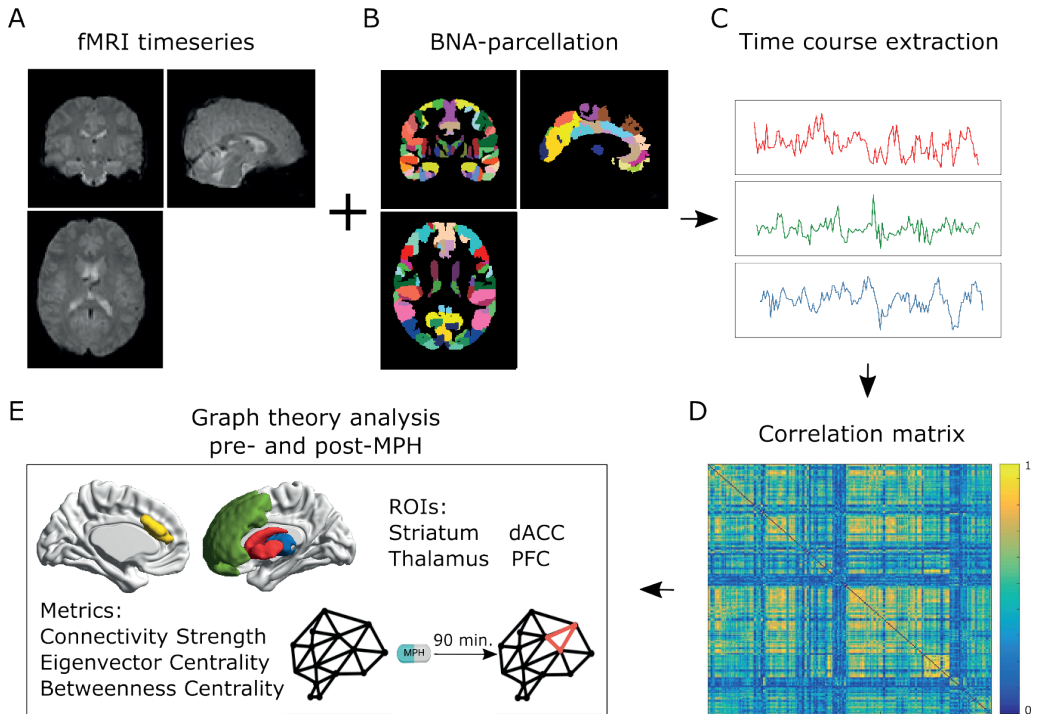 A
fMRI timeseries
B
BNA-parcellation
C
Time course extraction
D
Correlation matrix
1
0
E
Graph theory analysis
pre- and post-MPH
ROIs:
Striatum dACC
Thalamus PFC
Metrics:
Connectivity Strength
Eigenvector Centrality
Betweenness Centrality
MPH
90 min.